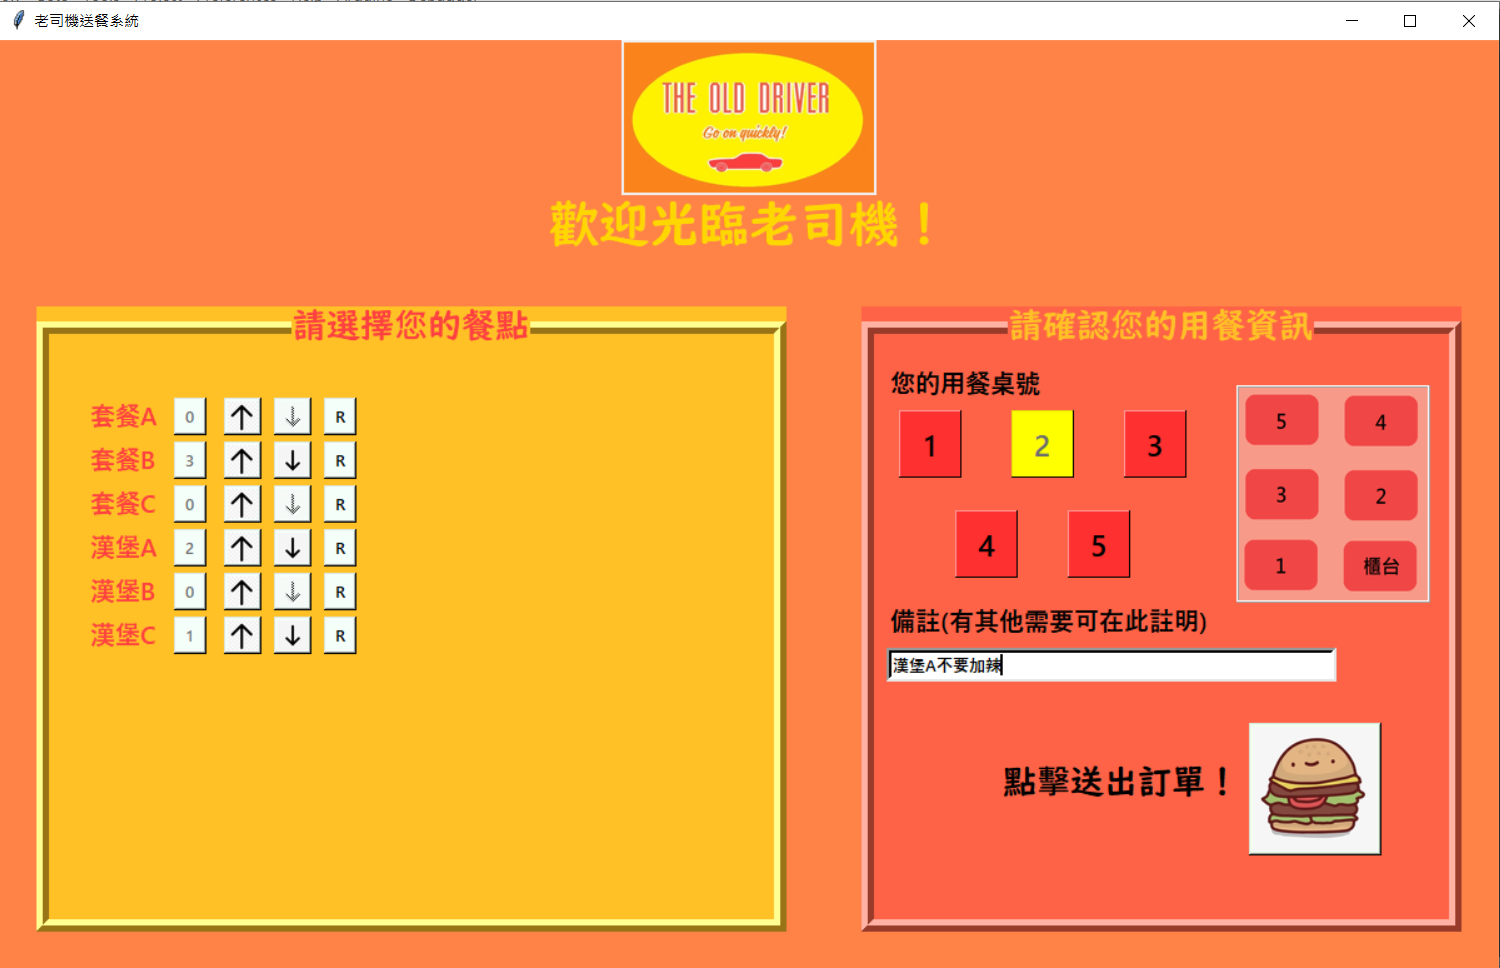 老司機送餐系統
THE OLD DRIVER
Go on quickly!
歡迎光臨老司機！
請選擇您的餐點
套餐A 0 ↑ ↓ R
套餐B 3 ↑ ↓ R
套餐C 0 ↑ ↓ R
漢堡A 2 ↑ ↓ R
漢堡B 0 ↑ ↓ R
漢堡C 1 ↑ ↓ R
請確認您的用餐資訊
您的用餐桌號
1 2 3
4 5
5 4
3 2
1 櫃台
備註(有其他需要可在此註明)
漢堡A不要加辣
點擊送出訂單！